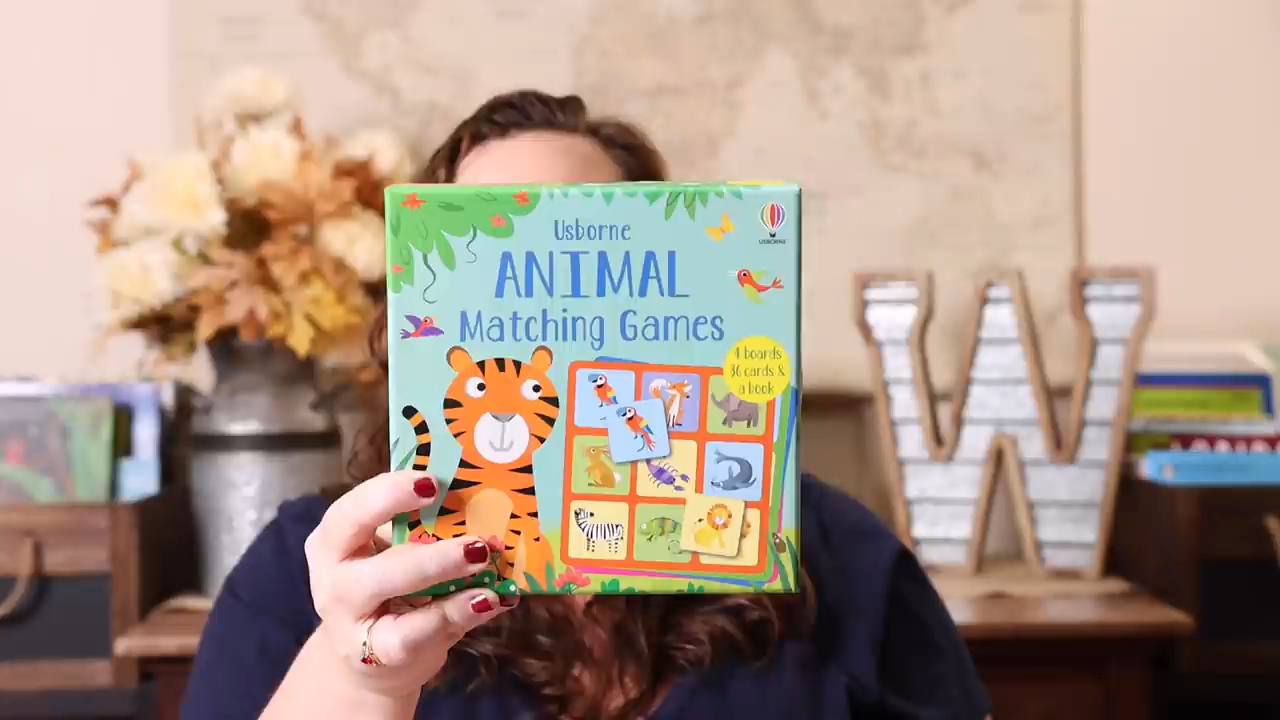 Usborne
ANIMAL
Matching Games
USBORNE
4 boards
36 cards &
a book
W